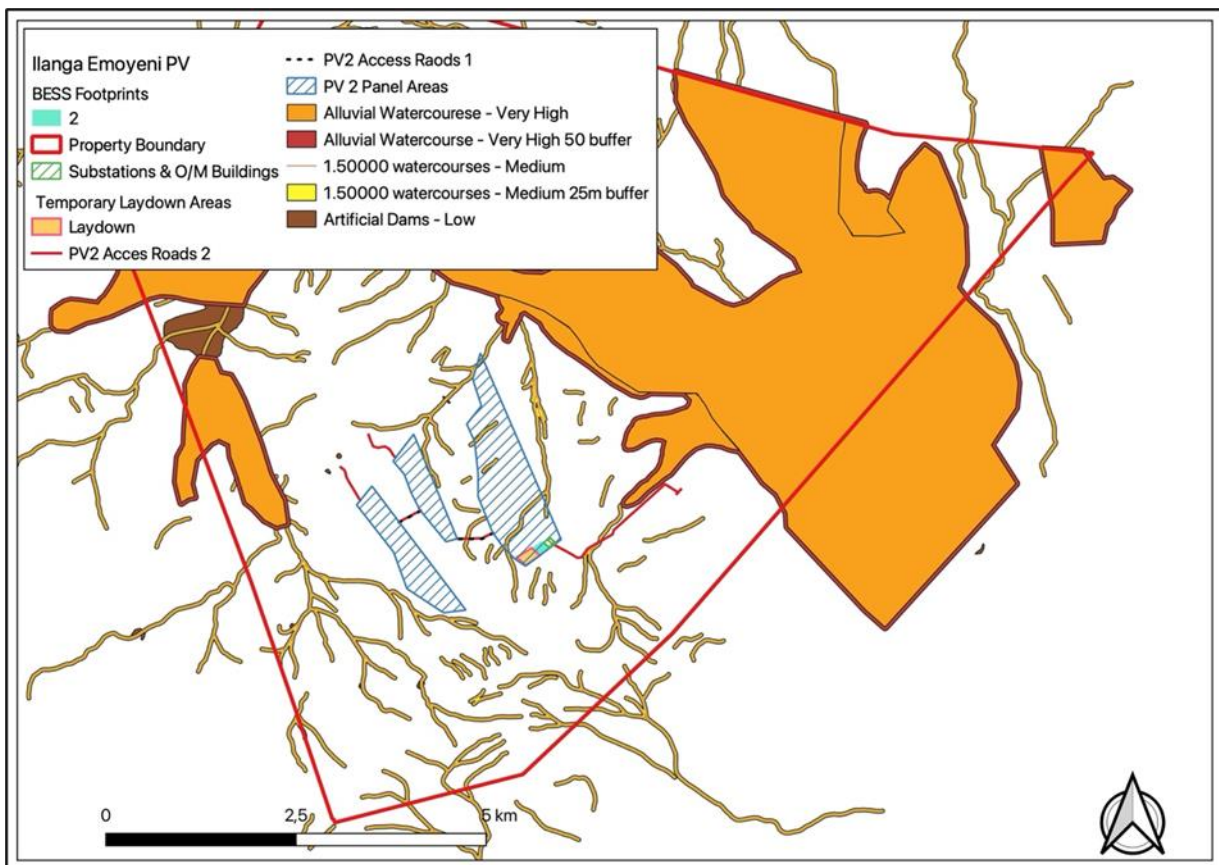 Ilanga Emoyeni PV
BESS Footprints
2
Property Boundary
Substations & O/M Buildings
Temporary Laydown Areas
Laydown
PV2 Acces Roads 2
PV2 Access Raods 1
PV 2 Panel Areas
Alluvial Watercourese - Very High
Alluvial Watercourse - Very High 50 buffer
1.50000 watercourses - Medium
1.50000 watercourses - Medium 25m buffer
Artificial Dams - Low
0 2,5 5 km